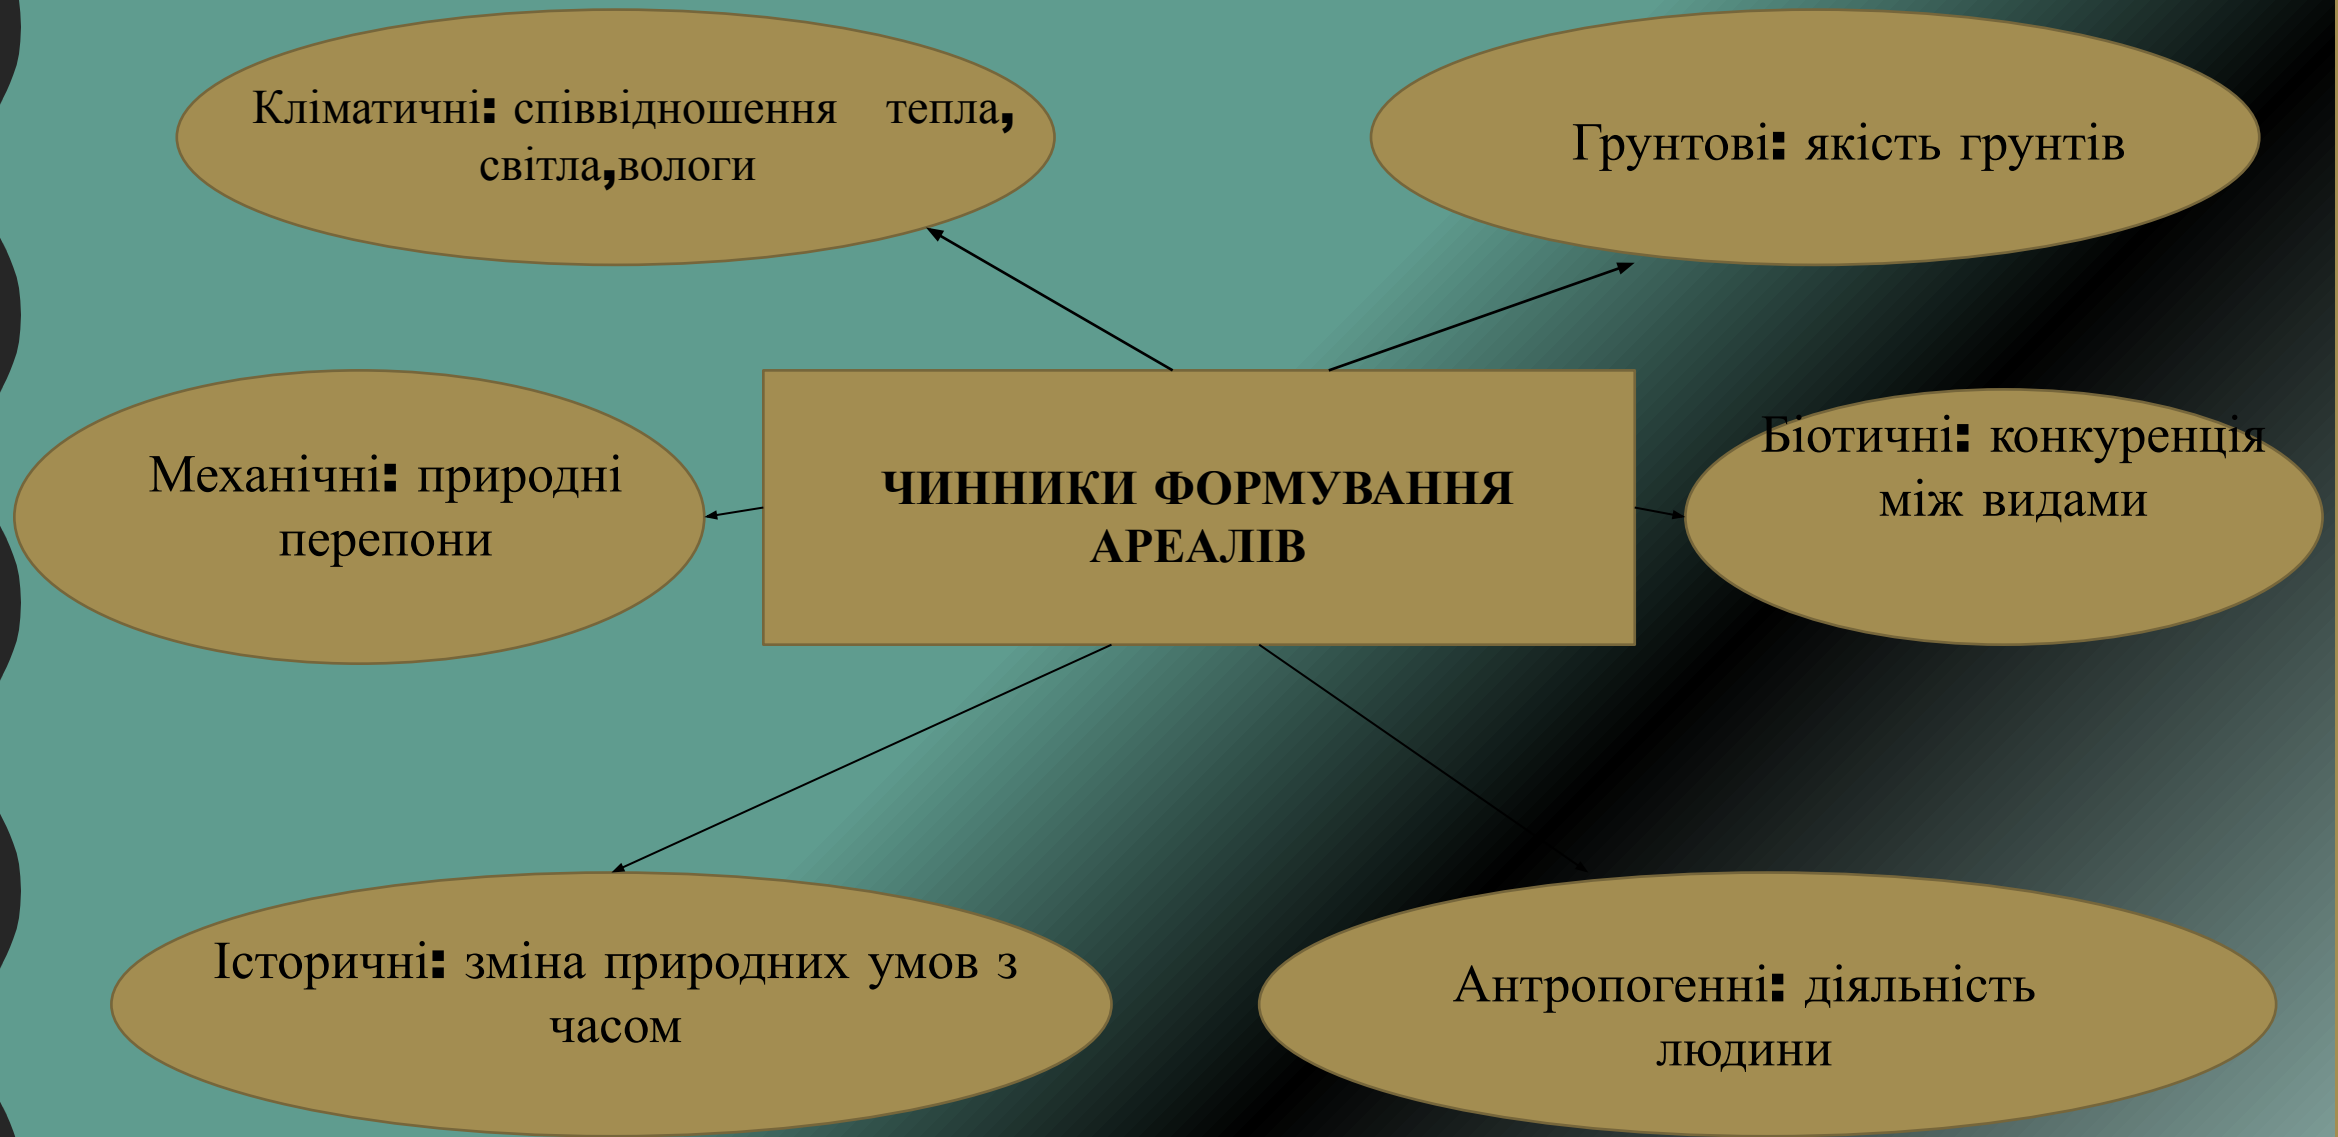 Кліматичні: співвідношення тепла,
світла,вологи
Грунтові: якість грунтів
Механічні: природні
перепони
ЧИННИКИ ФОРМУВАННЯ
АРЕАЛІВ
Біотичні: конкуренція
між видами
Історичні: зміна природних умов з
часом
Антропогенні: діяльність
людини